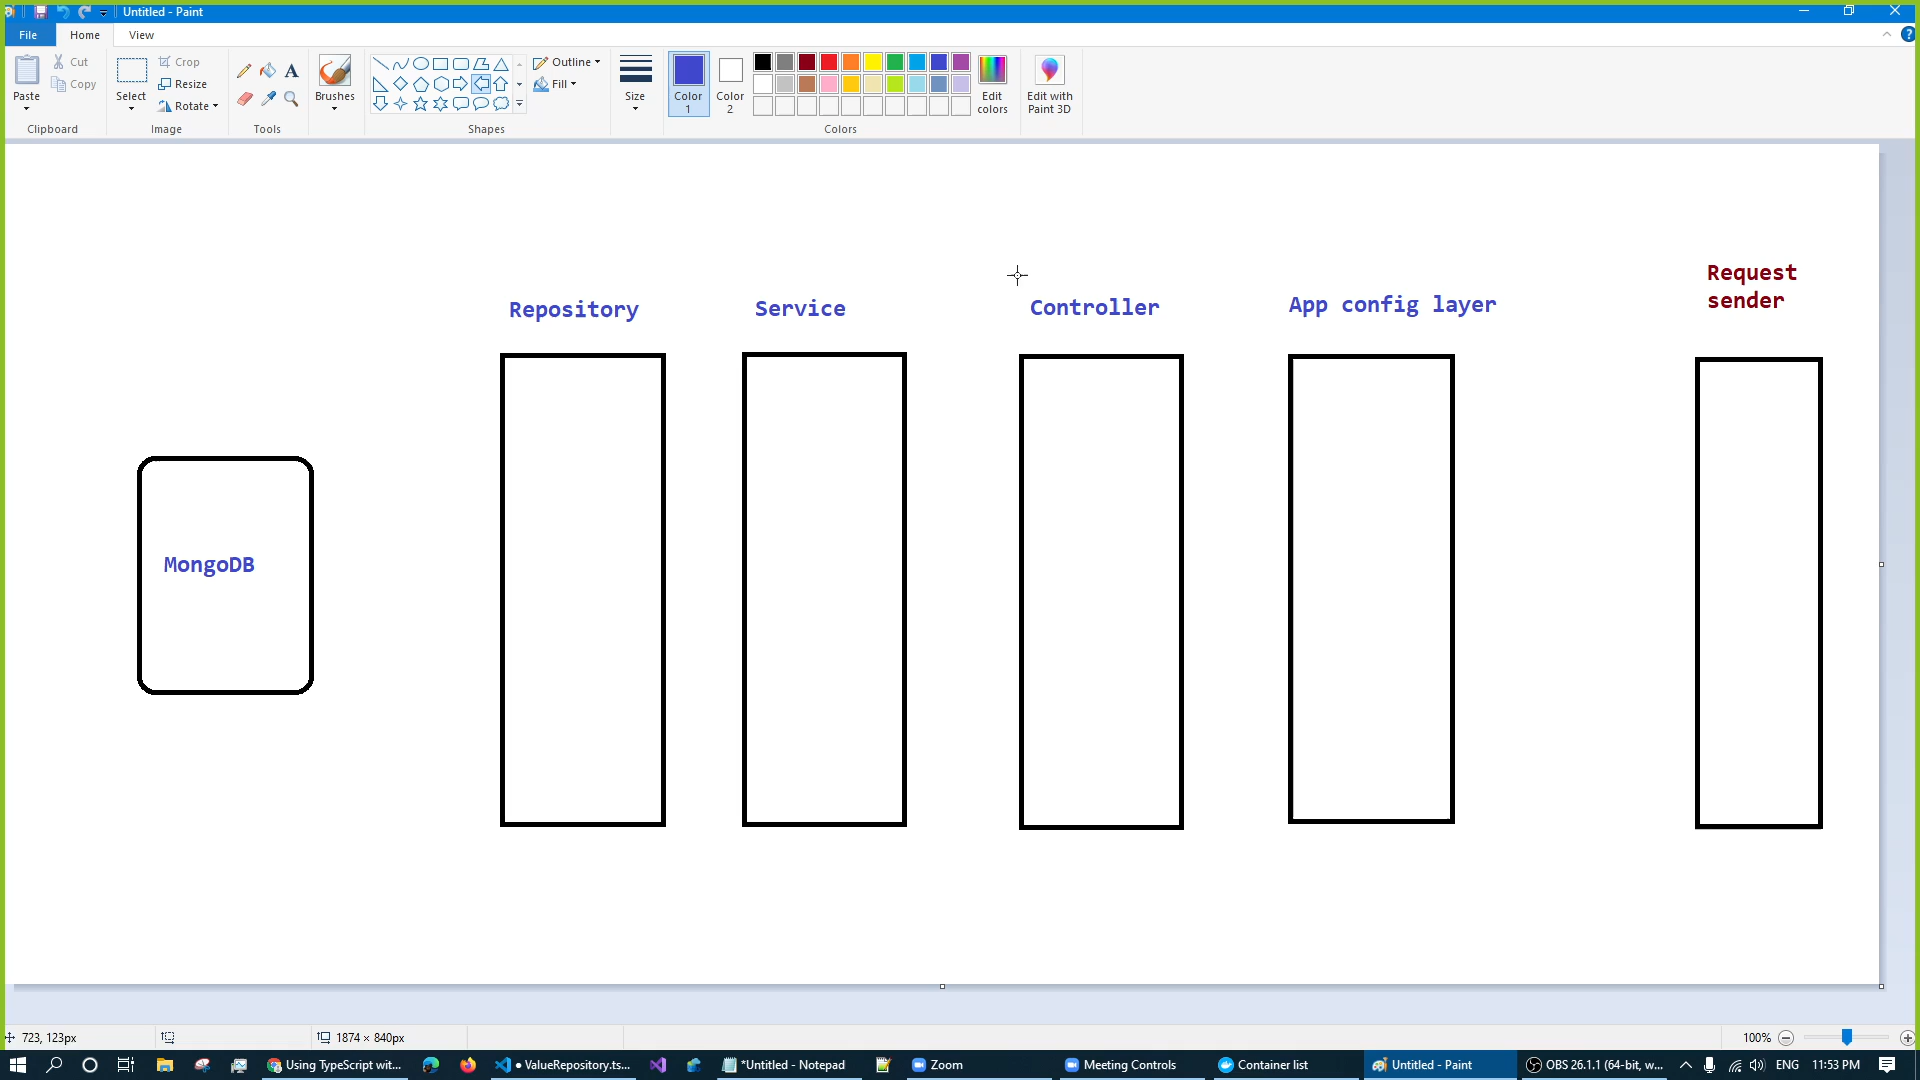 Untitled - Paint
File Home View
Paste
Cut
Copy
Clipboard
Select
Crop
Resize
Rotate
Image
Tools
Brushes
Outline
Fill
Shapes
Size
Color 1
Color 2
Edit colors
Colors
Edit with Paint 3D
Request
sender
Repository Service Controller App config layer
MongoDB
723, 123px
1874 × 840px
100%
Using TypeScript wit...
● ValueRepository.ts...
*Untitled - Notepad
Zoom
Meeting Controls
Container list
Untitled - Paint
OBS 26.1.1 (64-bit, w...
ENG
11:53 PM